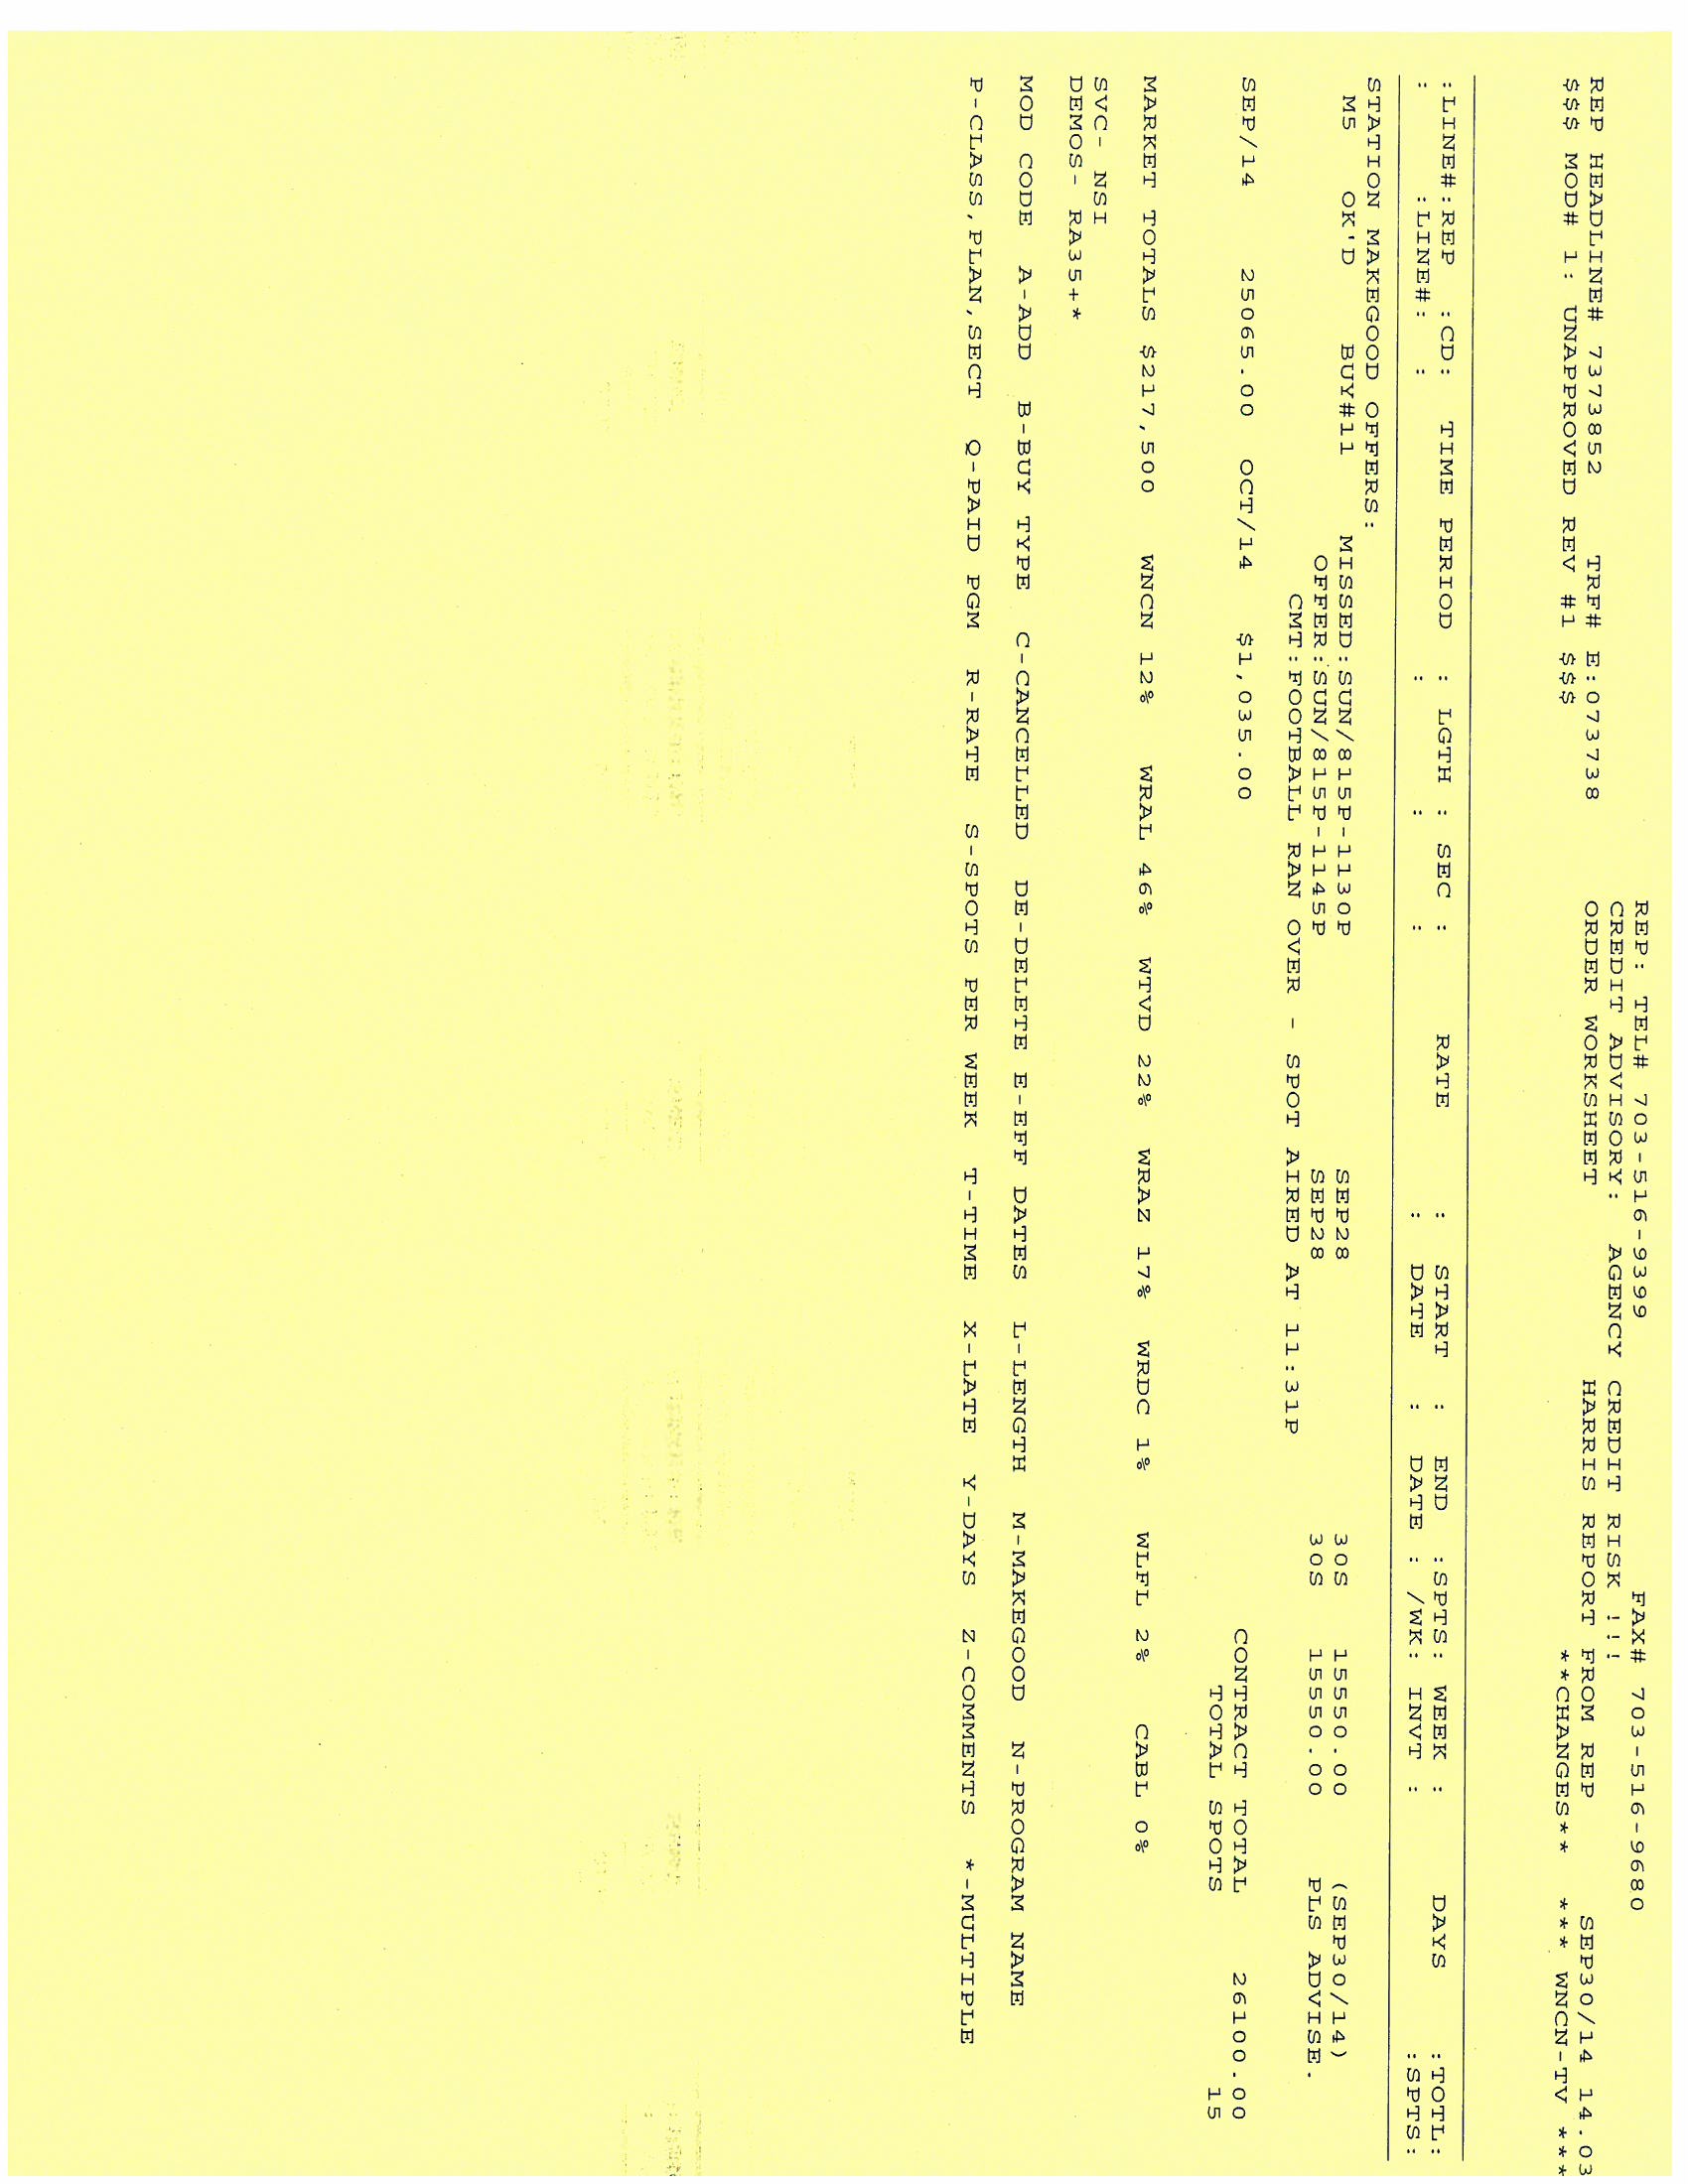 REP: TEL# 703-516-9399 FAX# 703-516-9680
CREDIT ADVISORY: AGENCY CREDIT RISK !!!
REP HEADLINE# 7373852 TRF# E:073738 ORDER WORKSHEET HARRIS REPORT FROM REP SEP30/14 14.03
$$$ MOD# 1: UNAPPROVED REV #1 $$$ **CHANGES** *** WNCN-TV ***
:LINE#:REP :CD: TIME PERIOD : LGTH : SEC : RATE : START : END :SPTS: WEEK : DAYS :TOTL:
: :LINE#: : : : : : DATE : DATE : /WK: INVT : :SPTS:
STATION MAKEGOOD OFFERS:
M5 OK'D BUY#11 MISSED:SUN/815P-1130P SEP28 30S 15550.00 (SEP30/14)
OFFER:SUN/815P-1145P SEP28 30S 15550.00 PLS ADVISE.
CMT:FOOTBALL RAN OVER - SPOT AIRED AT 11:31P
SEP/14 25065.00 OCT/14 $1,035.00 CONTRACT TOTAL 26100.00
TOTAL SPOTS 15
MARKET TOTALS $217,500 WNCN 12% WRAL 46% WTVD 22% WRAZ 17% WRDC 1% WLFL 2% CABL 0%
SVC- NSI
DEMOS- RA35+*
MOD CODE A-ADD B-BUY TYPE C-CANCELLED DE-DELETE E-EFF DATES L-LENGTH M-MAKEGOOD N-PROGRAM NAME
P-CLASS,PLAN,SECT Q-PAID PGM R-RATE S-SPOTS PER WEEK T-TIME X-LATE Y-DAYS Z-COMMENTS *-MULTIPLE